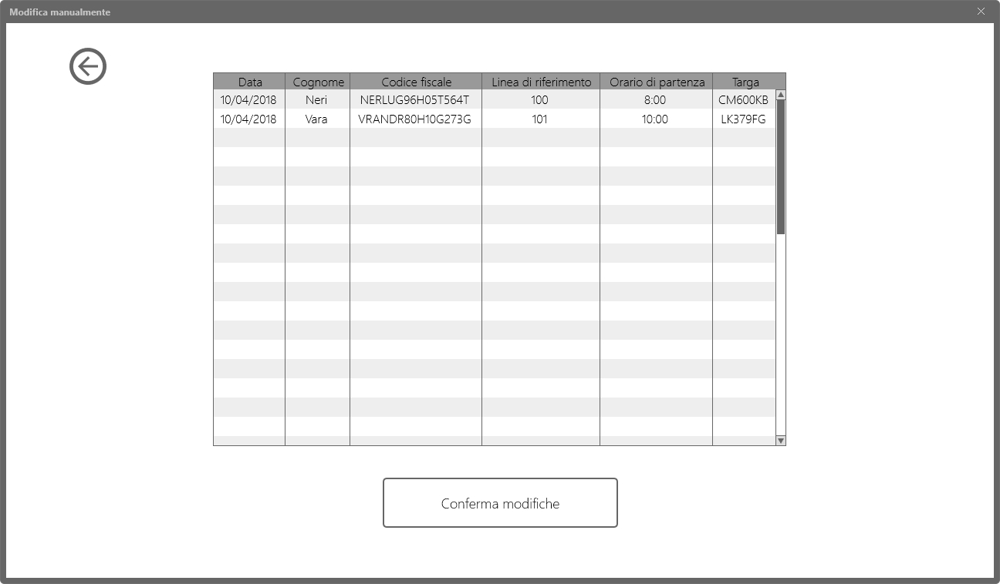 Modifica manualmente
Data Cognome Codice fiscale Linea di riferimento Orario di partenza Targa
10/04/2018 Neri NERLUG96H05T564T 100 8:00 CM600KB
10/04/2018 Vara VRANDR80H10G273G 101 10:00 LK379FG
Conferma modifiche